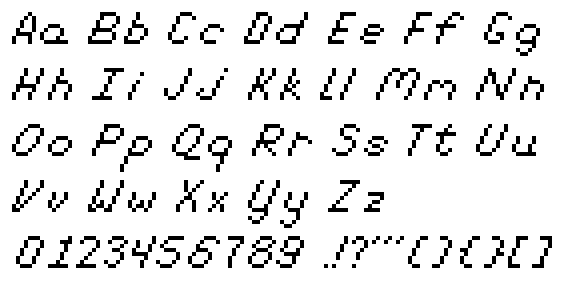 Aa Bb Cc Dd Ee Ff Gg
Hh Ii Jj Kk Ll Mm Nn
Oo Pp Qq Rr Ss Tt Uu
Vv Ww Xx Yy Zz
0123456789 .!?"''(){}[]